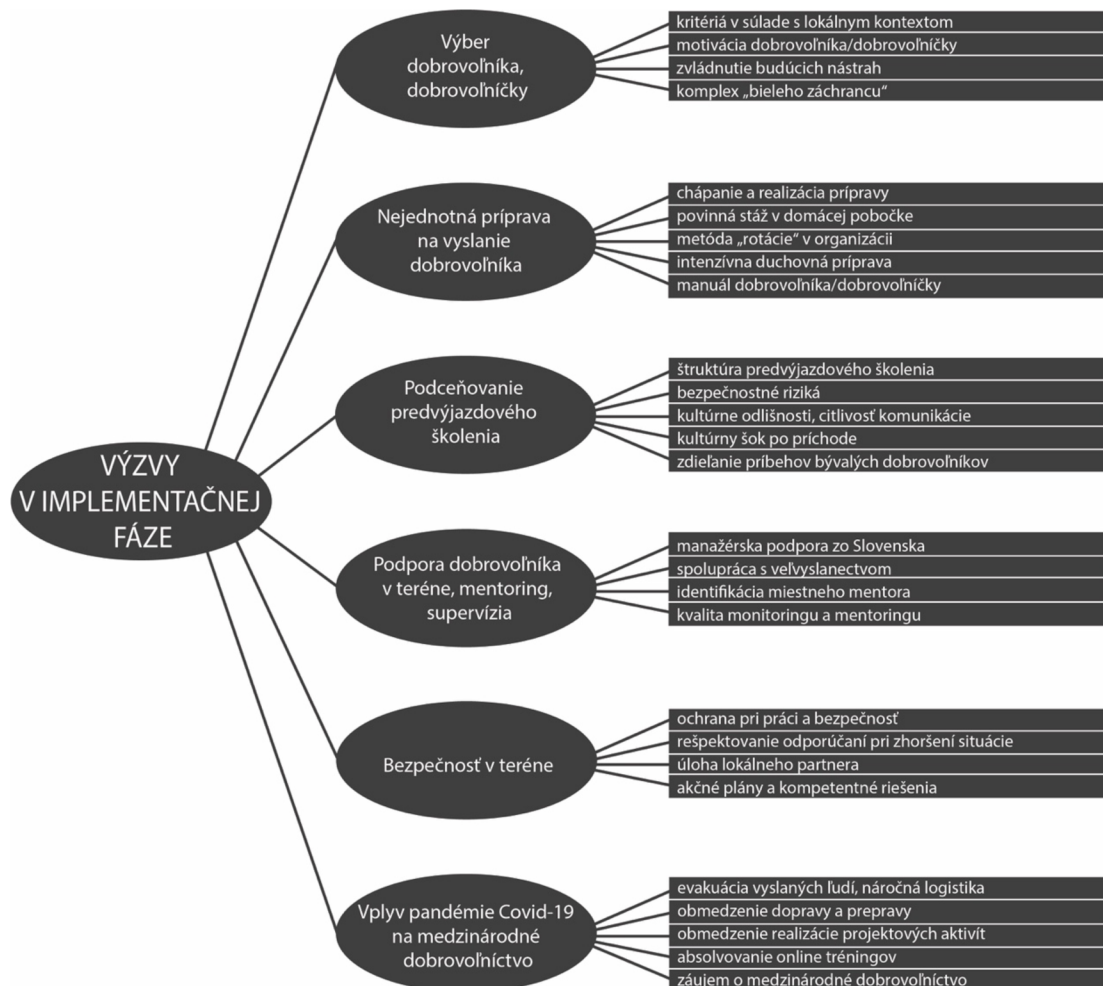 VÝZVY
V IMPLEMENTAČNEJ
FÁZE
Výber
dobrovoľníka,
dobrovoľníčky
kritériá v súlade s lokálnym kontextom
motivácia dobrovoľníka/dobrovoľníčky
zvládnutie budúcich nástrah
komplex „bieleho záchrancu“
Nejednotná príprava
na vyslanie
dobrovoľníka
chápanie a realizácia prípravy
povinná stáž v domácej pobočke
metóda „rotácie“ v organizácii
intenzívna duchovná príprava
manuál dobrovoľníka/dobrovoľníčky
Podceňovanie
predvýjazdového
školenia
štruktúra predvýjazdového školenia
bezpečnostné riziká
kultúrne odlišnosti, citlivosť komunikácie
kultúrny šok po príchode
zdieľanie príbehov bývalých dobrovoľníkov
Podpora dobrovoľníka
v teréne, mentoring,
supervízia
manažérska podpora zo Slovenska
spolupráca s veľvyslanectvom
identifikácia miestneho mentora
kvalita monitoringu a mentoringu
Bezpečnosť v teréne
ochrana pri práci a bezpečnosť
rešpektovanie odporúčaní pri zhoršení situácie
úloha lokálneho partnera
akčné plány a kompetentné riešenia
Vplyv pandémie Covid-19
na medzinárodné
dobrovoľníctvo
evakuácia vyslaných ľudí, náročná logistika
obmedzenie dopravy a prepravy
obmedzenie realizácie projektových aktivít
absolvovanie online tréningov
záujem o medzinárodné dobrovoľníctvo